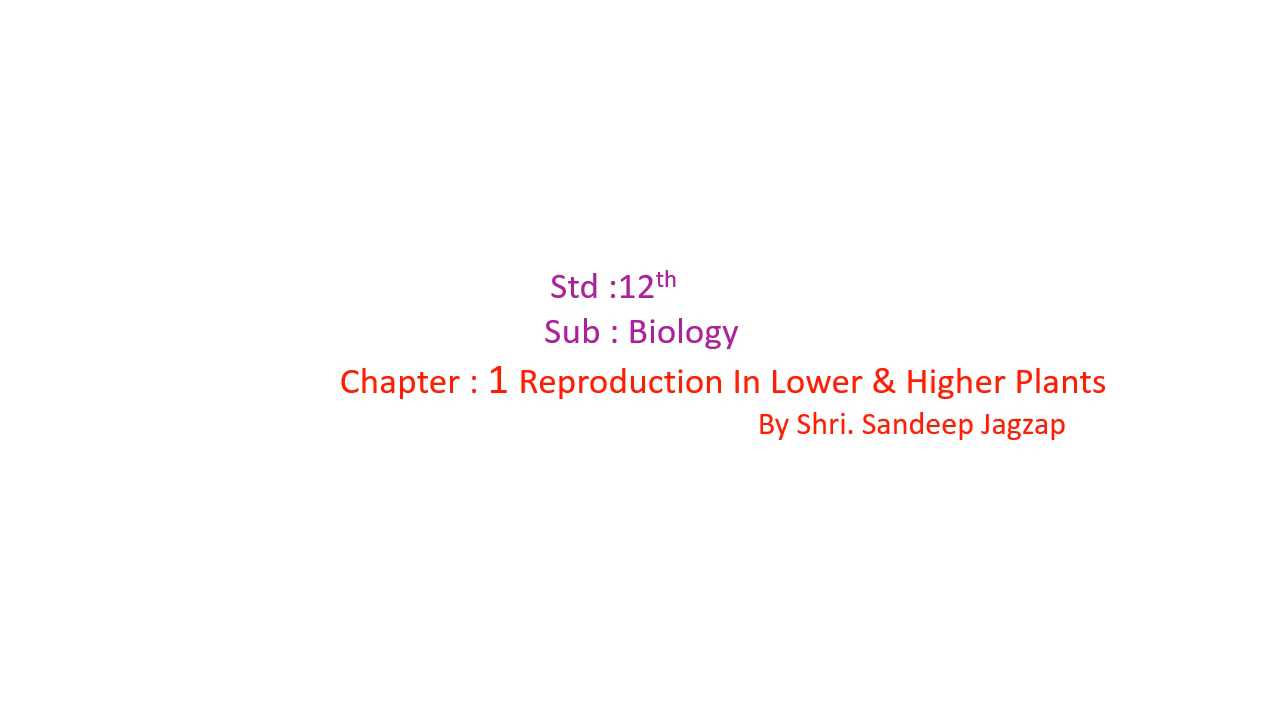 Std :12th
Sub : Biology
Chapter : 1 Reproduction In Lower & Higher Plants
By Shri. Sandeep Jagzap